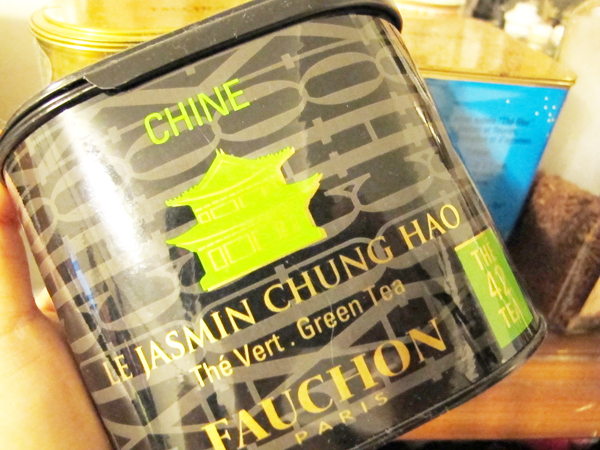 CHINE
LE JASMIN CHUNG HAO
Thé Vert . Green Tea
FAUCHON
PARIS
THÉ
42
TEA